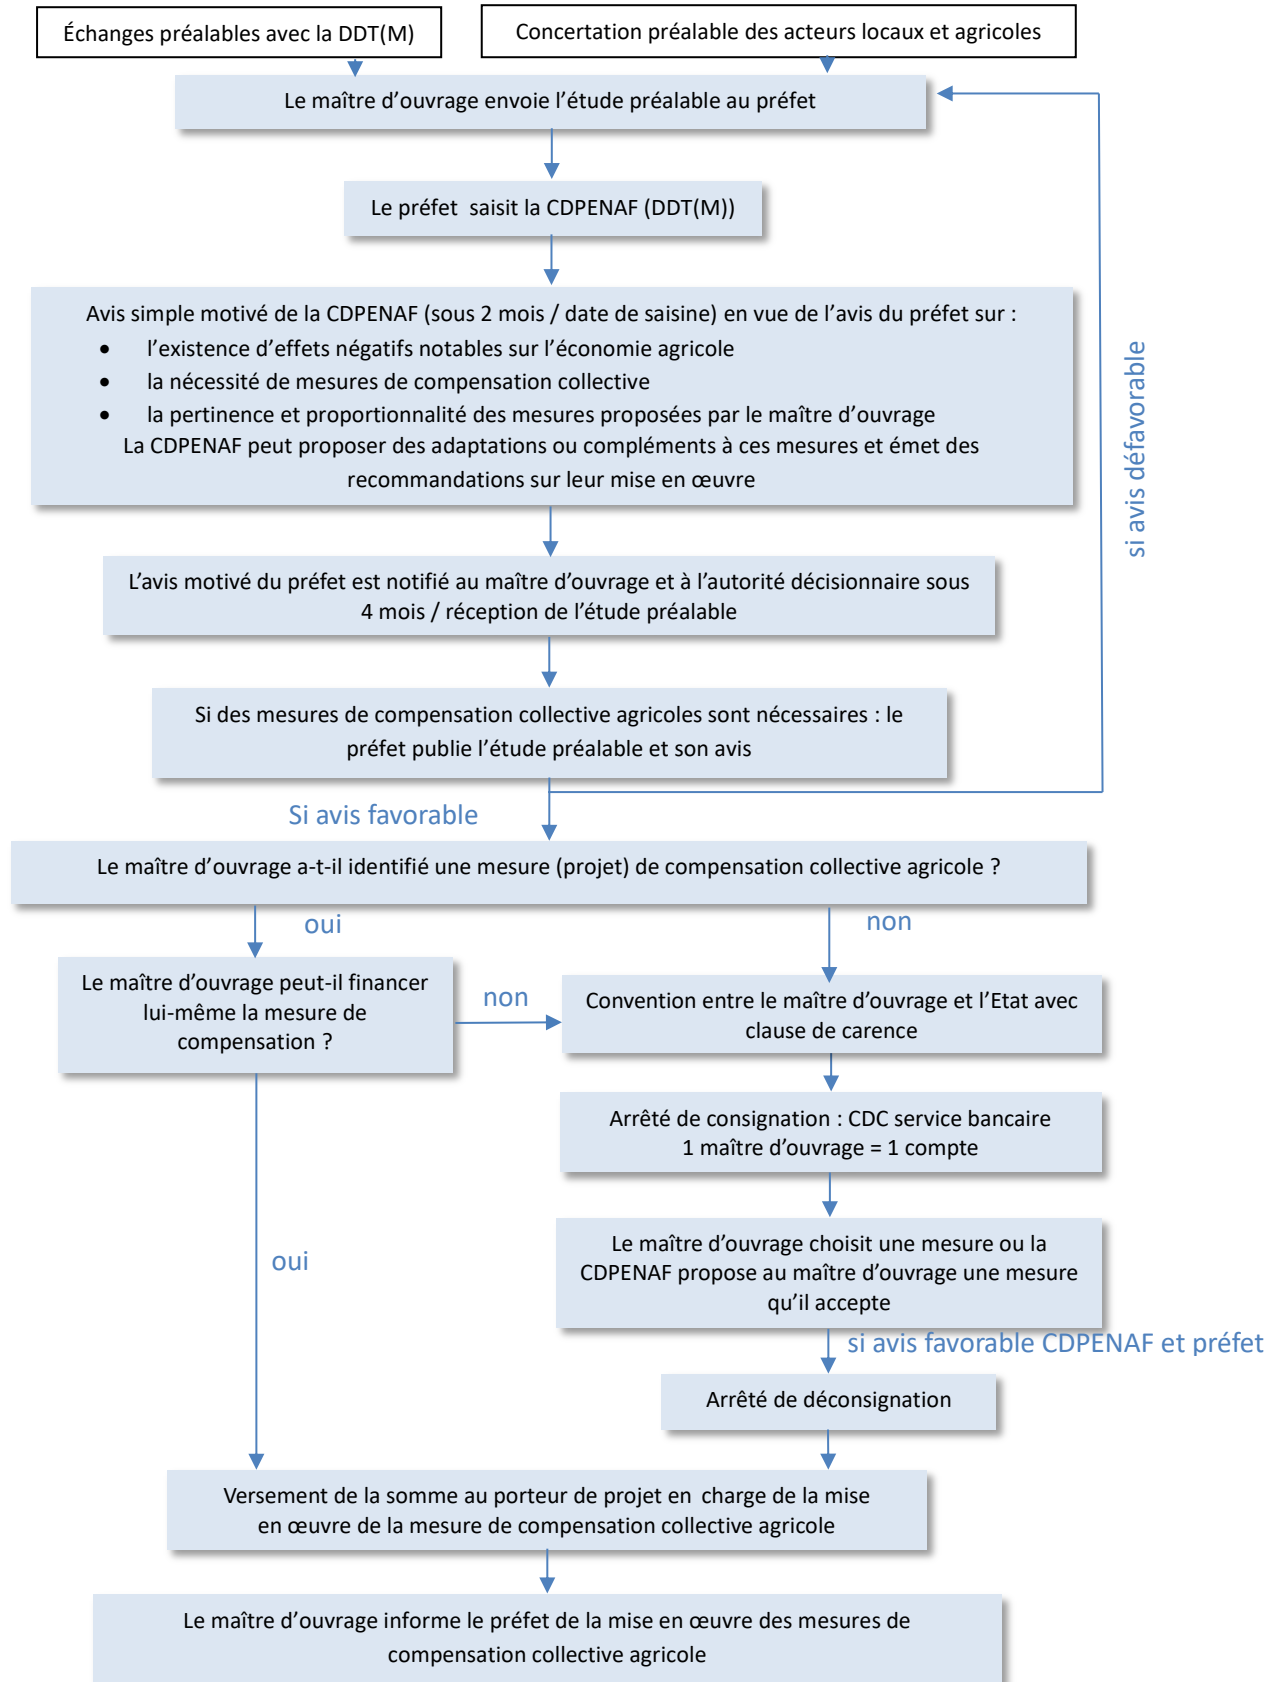 Échanges préalables avec la DDT(M)
Concertation préalable des acteurs locaux et agricoles
Le maître d’ouvrage envoie l’étude préalable au préfet
Le préfet saisit la CDPENAF (DDT(M))
Avis simple motivé de la CDPENAF (sous 2 mois / date de saisine) en vue de l’avis du préfet sur :
• l’existence d’effets négatifs notables sur l’économie agricole
• la nécessité de mesures de compensation collective
• la pertinence et proportionnalité des mesures proposées par le maître d’ouvrage
La CDPENAF peut proposer des adaptations ou compléments à ces mesures et émet des
recommandations sur leur mise en œuvre
si avis défavorable
L’avis motivé du préfet est notifié au maître d’ouvrage et à l’autorité décisionnaire sous
4 mois / réception de l’étude préalable
Si des mesures de compensation collective agricoles sont nécessaires : le
préfet publie l’étude préalable et son avis
Si avis favorable
Le maître d’ouvrage a-t-il identifié une mesure (projet) de compensation collective agricole ?
oui
non
Le maître d’ouvrage peut-il financer
lui-même la mesure de
compensation ?
non
Convention entre le maître d’ouvrage et l’Etat avec
clause de carence
Arrêté de consignation : CDC service bancaire
1 maître d’ouvrage = 1 compte
oui
Le maître d’ouvrage choisit une mesure ou la
CDPENAF propose au maître d’ouvrage une mesure
qu’il accepte
si avis favorable CDPENAF et préfet
Arrêté de déconsignation
Versement de la somme au porteur de projet en charge de la mise
en œuvre de la mesure de compensation collective agricole
Le maître d’ouvrage informe le préfet de la mise en œuvre des mesures de
compensation collective agricole